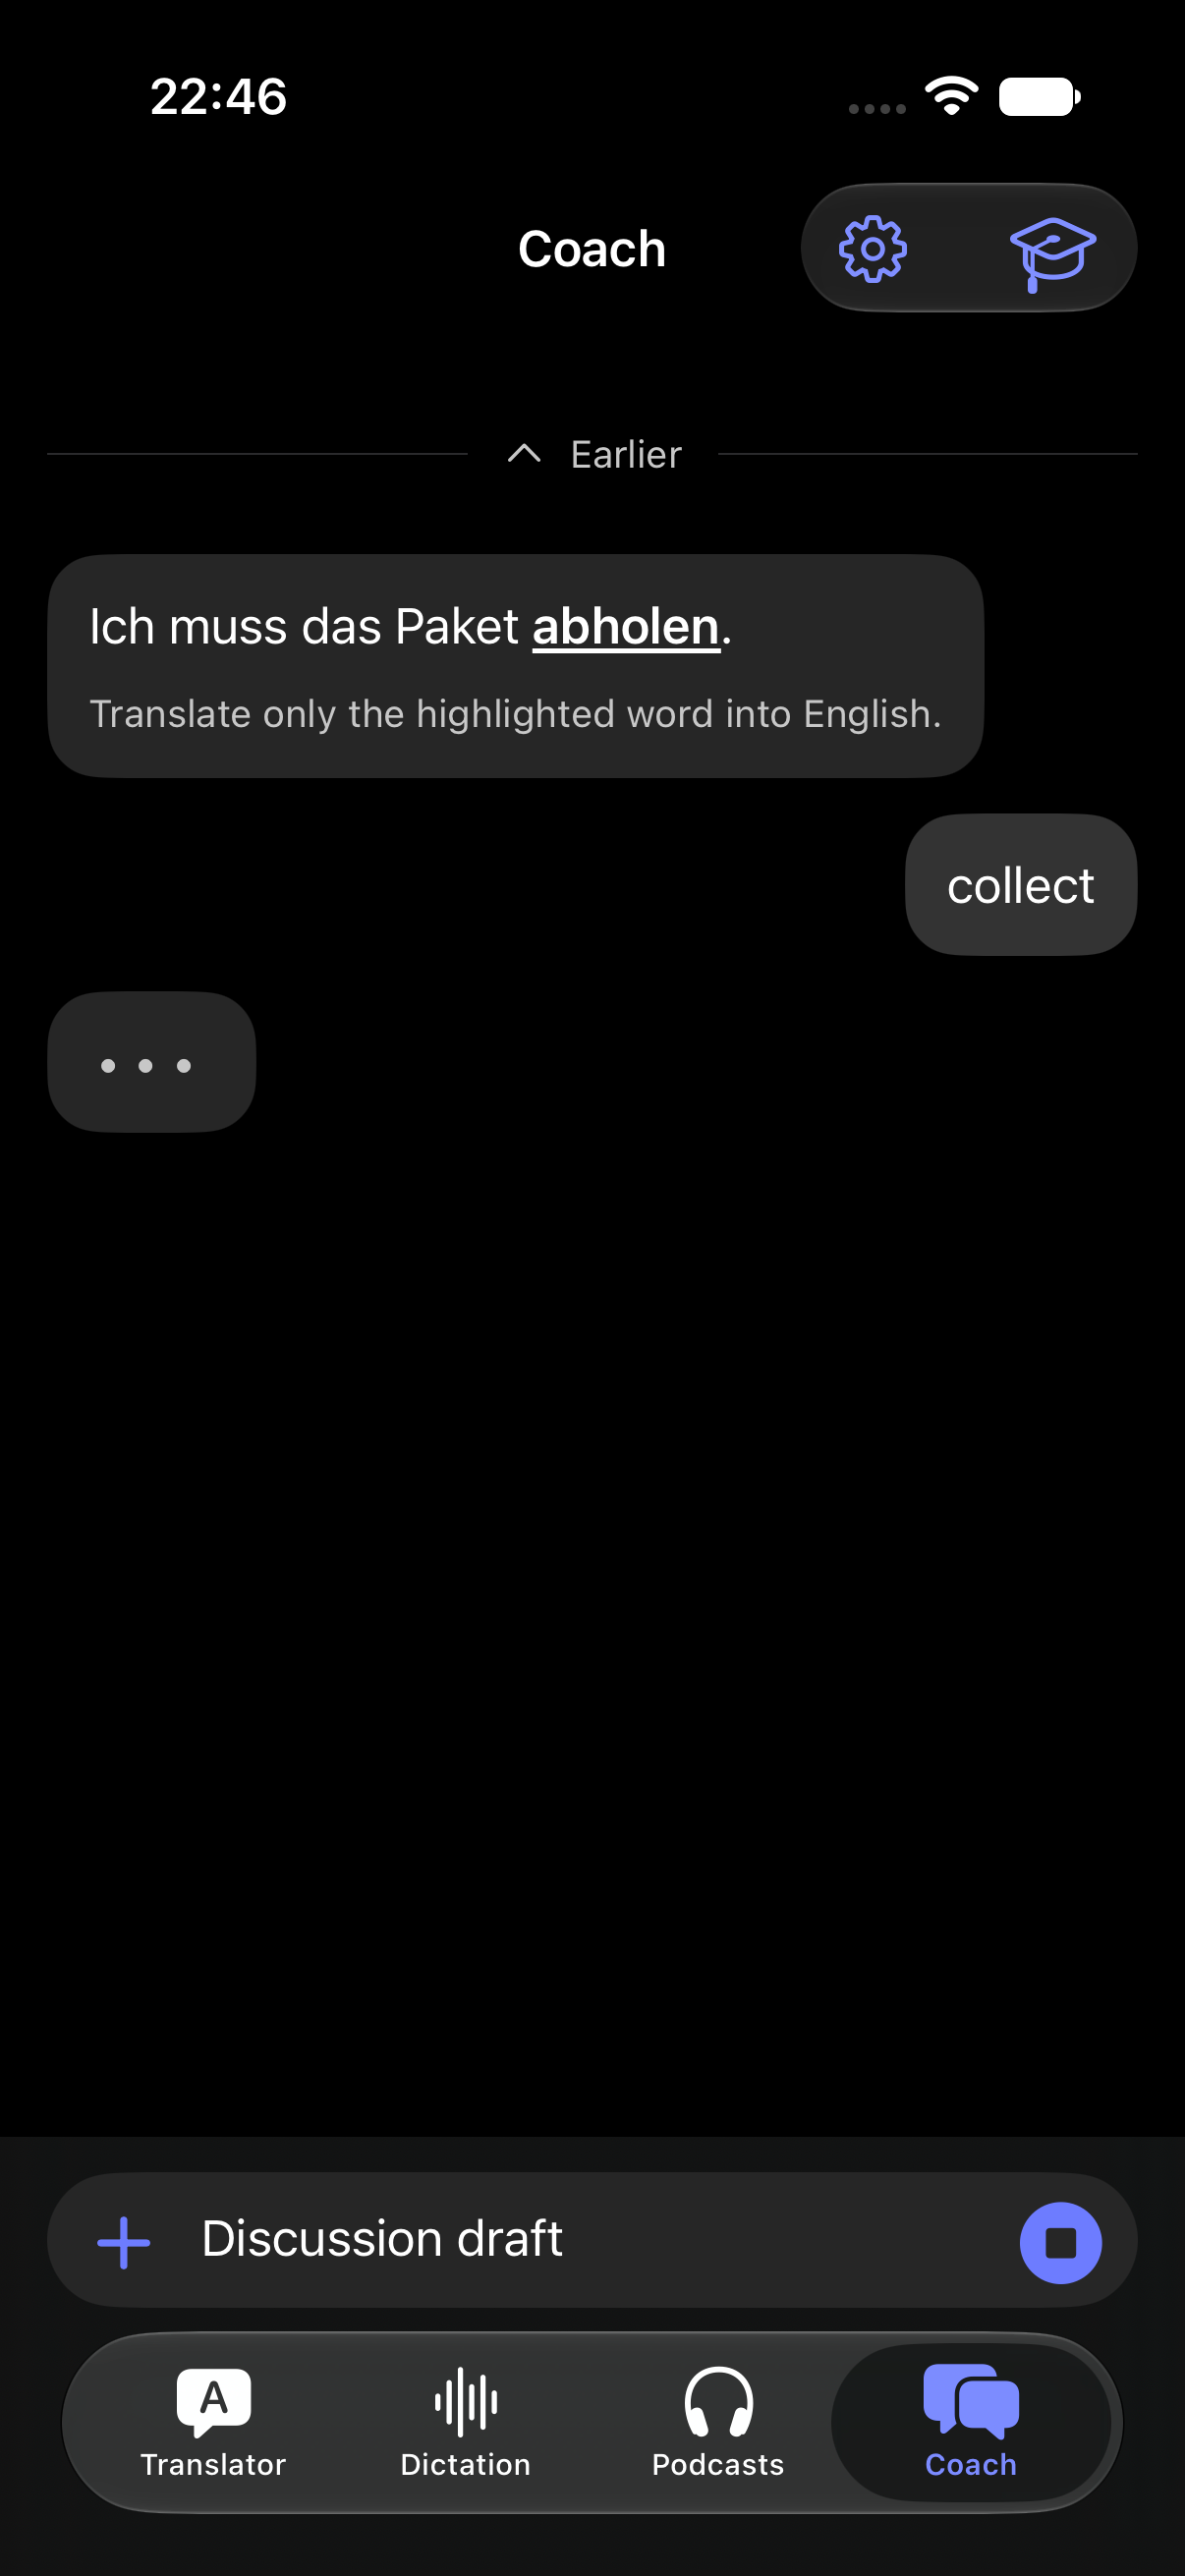 22:46
Coach
Earlier
Ich muss das Paket abholen.
Translate only the highlighted word into English.
collect
Discussion draft
Translator
Dictation
Podcasts
Coach